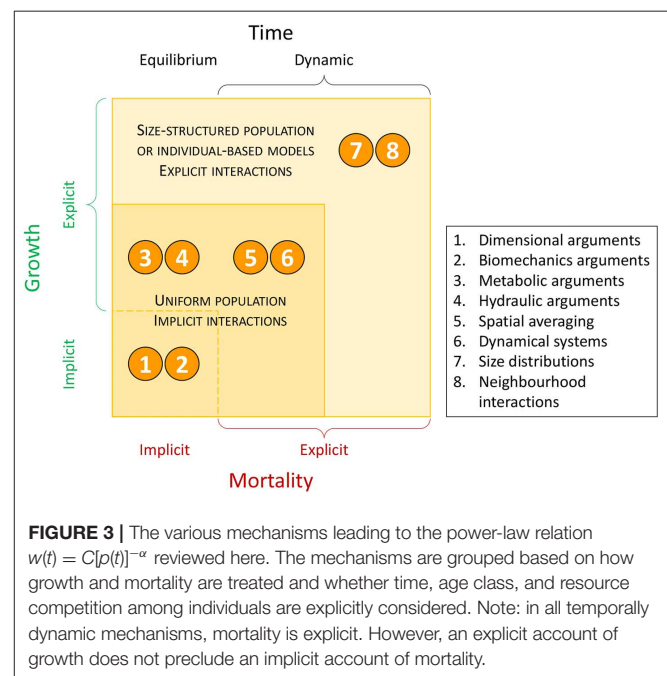 Time
Equilibrium
Dynamic
SIZE-STRUCTURED POPULATION
OR INDIVIDUAL-BASED MODELS
EXPLICIT INTERACTIONS
7 8
Growth
Explicit
Implicit
3 4 5 6
UNIFORM POPULATION
IMPLICIT INTERACTIONS
1 2
Implicit
Explicit
Mortality
1. Dimensional arguments
2. Biomechanics arguments
3. Metabolic arguments
4. Hydraulic arguments
5. Spatial averaging
6. Dynamical systems
7. Size distributions
8. Neighbourhood
interactions
FIGURE 3 | The various mechanisms leading to the power-law relation
w(t) = C[p(t)]^−α reviewed here. The mechanisms are grouped based on how
growth and mortality are treated and whether time, age class, and resource
competition among individuals are explicitly considered. Note: in all temporally
dynamic mechanisms, mortality is explicit. However, an explicit account of
growth does not preclude an implicit account of mortality.